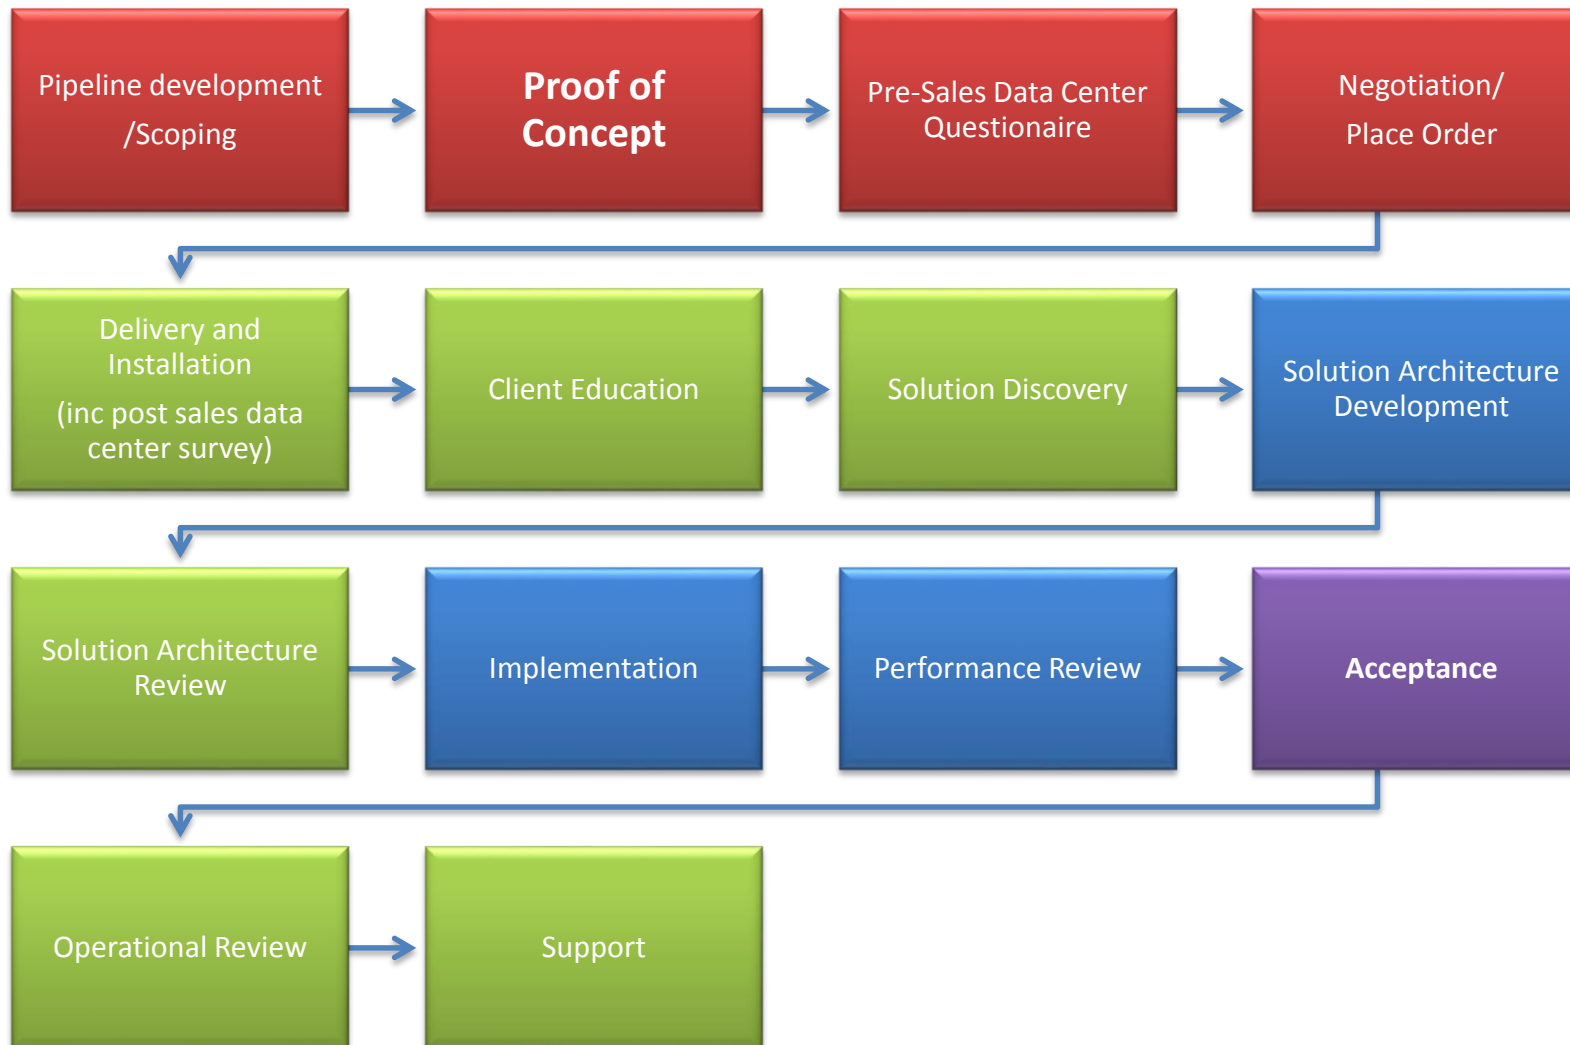 Pipeline development
/Scoping
Proof of
Concept
Pre-Sales Data Center
Questionaire
Negotiation/
Place Order
Delivery and
Installation
(inc post sales data
center survey)
Client Education
Solution Discovery
Solution Architecture
Development
Solution Architecture
Review
Implementation
Performance Review
Acceptance
Operational Review
Support